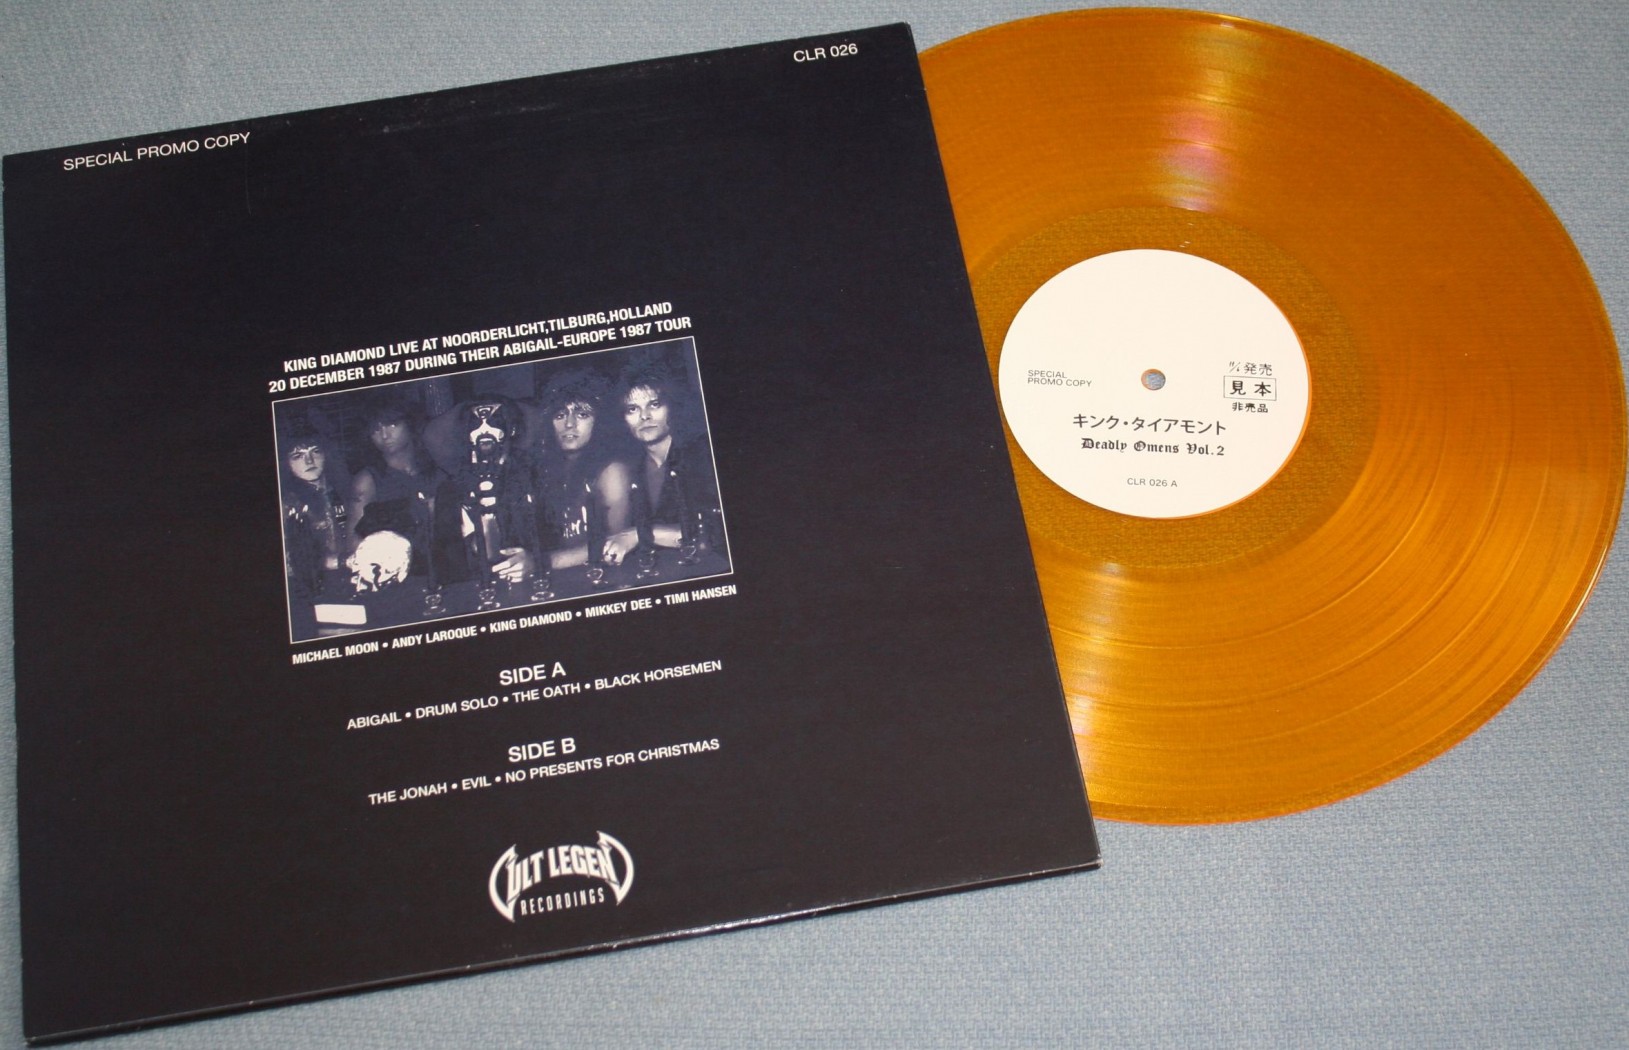 CLR 026
SPECIAL PROMO COPY
KING DIAMOND LIVE AT NOORDERLICHT,TILBURG,HOLLAND
20 DECEMBER 1987 DURING THEIR ABIGAIL-EUROPE 1987 TOUR
MICHAEL MOON • ANDY LAROQUE • KING DIAMOND • MIKKEY DEE • TIMI HANSEN
SIDE A
ABIGAIL • DRUM SOLO • THE OATH • BLACK HORSEMEN
SIDE B
THE JONAH • EVIL • NO PRESENTS FOR CHRISTMAS
CULT LEGEND
RECORDINGS
SPECIAL
PROMO COPY
発売
見本
非売品
キンク・タイアモント
Deadly Omens Vol. 2
CLR 026 A